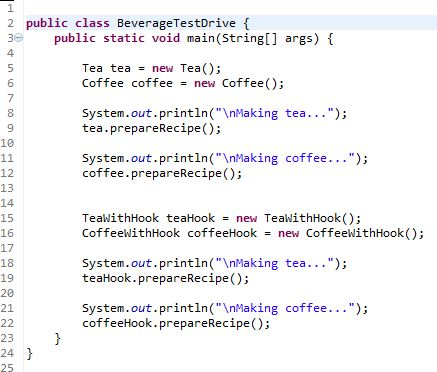 1
2 public class BeverageTestDrive {
3 public static void main(String[] args) {
4
5 Tea tea = new Tea();
6 Coffee coffee = new Coffee();
7
8 System.out.println("\nMaking tea...");
9 tea.prepareRecipe();
10
11 System.out.println("\nMaking coffee...");
12 coffee.prepareRecipe();
13
14
15 TeaWithHook teaHook = new TeaWithHook();
16 CoffeeWithHook coffeeHook = new CoffeeWithHook();
17
18 System.out.println("\nMaking tea...");
19 teaHook.prepareRecipe();
20
21 System.out.println("\nMaking coffee...");
22 coffeeHook.prepareRecipe();
23 }
24 }
25